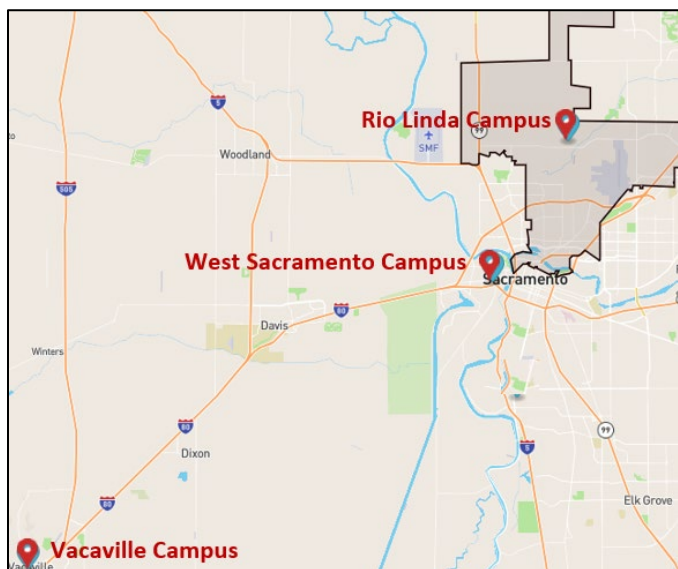 5
99
Rio Linda Campus
SMF
Woodland
505
West Sacramento Campus
Sacramento
80
Davis
Winters
80
99
Dixon
5
80
Elk Grove
Vacaville Campus
Vacaville